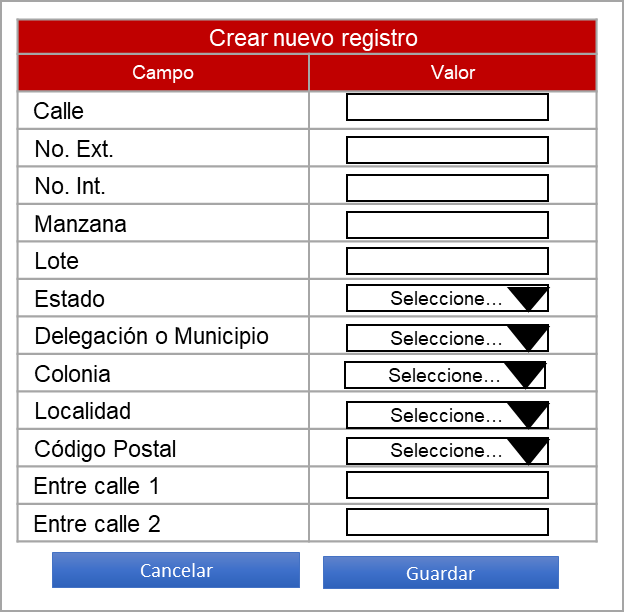 Crear nuevo registro
Campo Valor
Calle
No. Ext.
No. Int.
Manzana
Lote
Estado Seleccione...
Delegación o Municipio Seleccione...
Colonia Seleccione...
Localidad Seleccione...
Código Postal Seleccione...
Entre calle 1
Entre calle 2
Cancelar Guardar